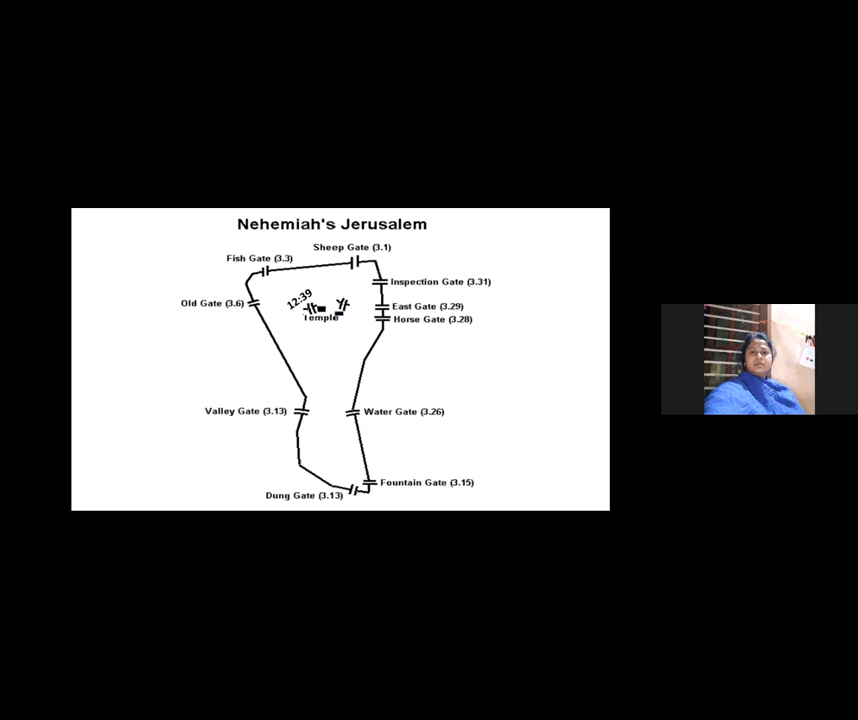 Nehemiah's Jerusalem
Sheep Gate (3.1)
Fish Gate (3.3)
Inspection Gate (3.31)
Old Gate (3.6)
12:39
East Gate (3.29)
Temple
Horse Gate (3.28)
Valley Gate (3.13)
Water Gate (3.26)
Fountain Gate (3.15)
Dung Gate (3.13)